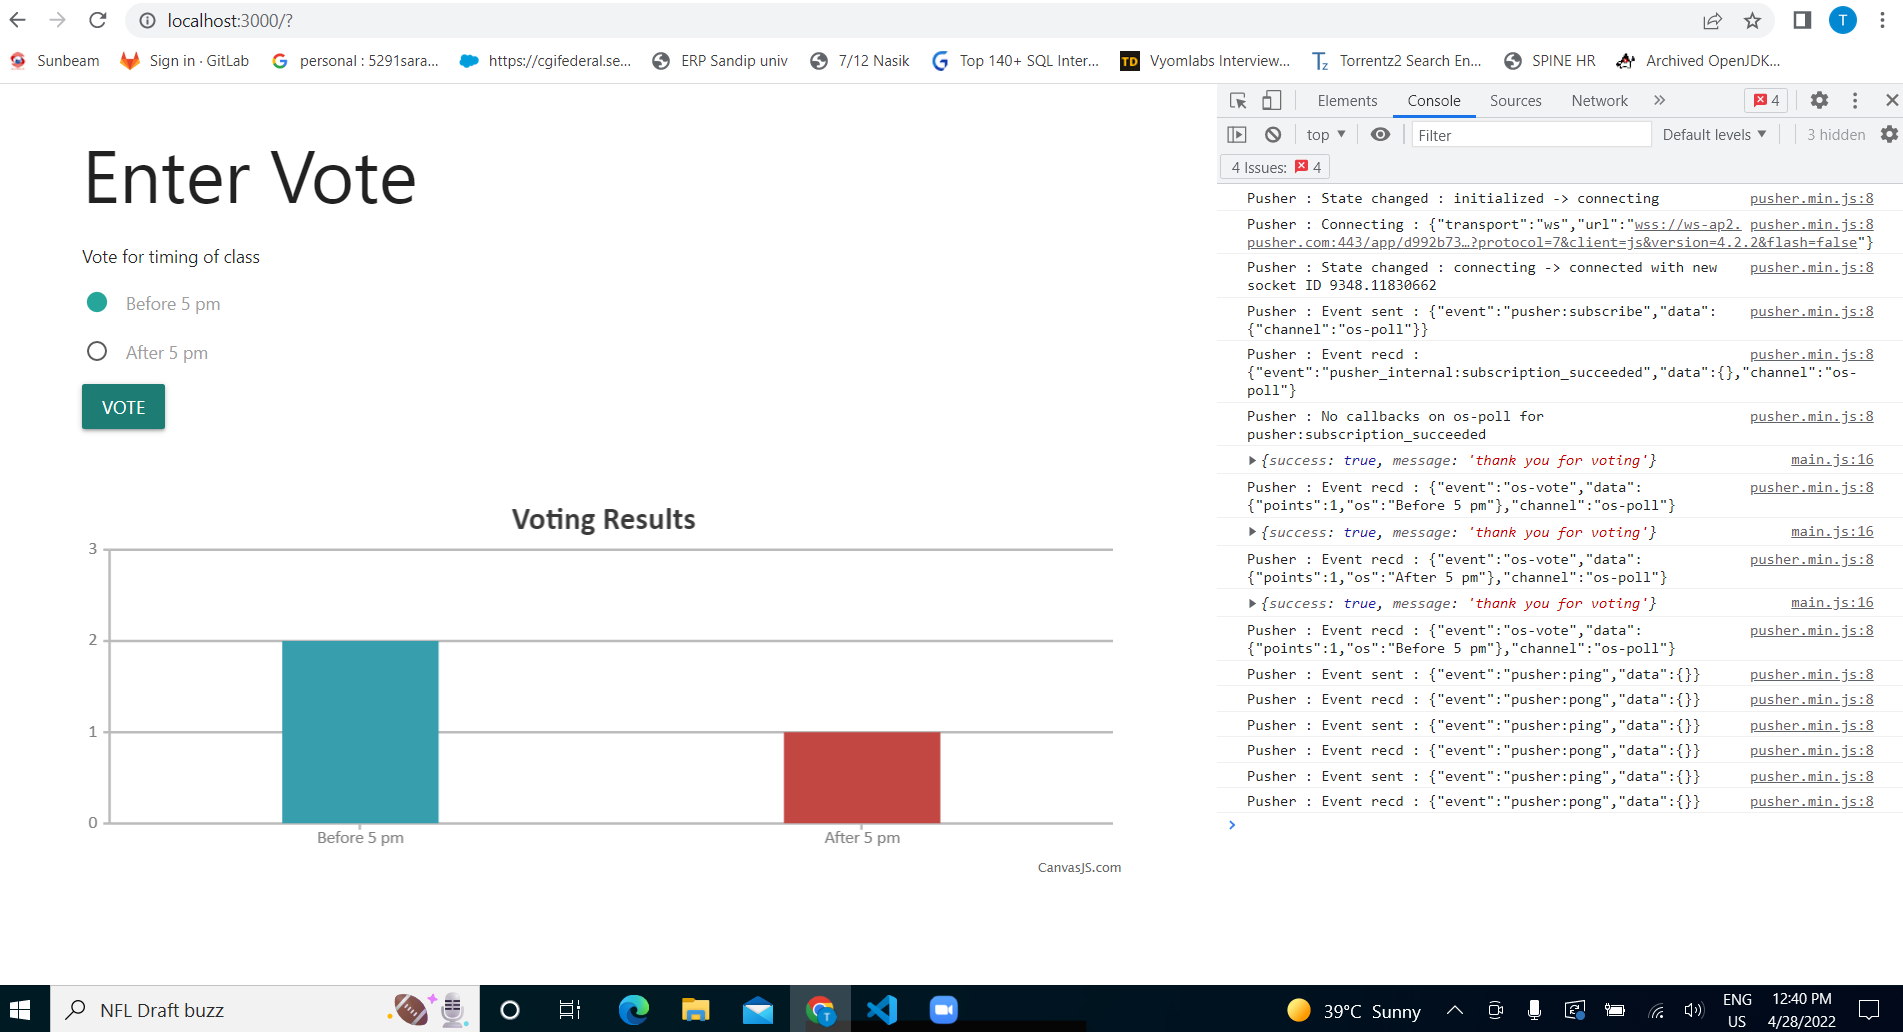 localhost:3000/?
T
Sunbeam
Sign in · GitLab
personal : 5291sara...
https://cgifederal.se...
ERP Sandip univ
7/12 Nasik
Top 140+ SQL Inter...
TD
Vyomlabs Interview...
Tz
Torrentz2 Search En...
SPINE HR
Archived OpenJDK...
Enter Vote
Vote for timing of class
Before 5 pm
After 5 pm
VOTE
Voting Results
3
2
1
0
Before 5 pm
After 5 pm
CanvasJS.com
Elements
Console
Sources
Network
»
4
top
Filter
Default levels
3 hidden
4 Issues: 4
Pusher : State changed : initialized -> connecting pusher.min.js:8
Pusher : Connecting : {"transport":"ws","url":"wss://ws-ap2. pusher.min.js:8
pusher.com:443/app/d992b73…?protocol=7&client=js&version=4.2.2&flash=false"}
Pusher : State changed : connecting -> connected with new pusher.min.js:8
socket ID 9348.11830662
Pusher : Event sent : {"event":"pusher:subscribe","data": pusher.min.js:8
{"channel":"os-poll"}}
Pusher : Event recd : pusher.min.js:8
{"event":"pusher_internal:subscription_succeeded","data":{},"channel":"os-
poll"}
Pusher : No callbacks on os-poll for pusher.min.js:8
pusher:subscription_succeeded
{success: true, message: 'thank you for voting'} main.js:16
Pusher : Event recd : {"event":"os-vote","data": pusher.min.js:8
{"points":1,"os":"Before 5 pm"},"channel":"os-poll"}
{success: true, message: 'thank you for voting'} main.js:16
Pusher : Event recd : {"event":"os-vote","data": pusher.min.js:8
{"points":1,"os":"After 5 pm"},"channel":"os-poll"}
{success: true, message: 'thank you for voting'} main.js:16
Pusher : Event recd : {"event":"os-vote","data": pusher.min.js:8
{"points":1,"os":"Before 5 pm"},"channel":"os-poll"}
Pusher : Event sent : {"event":"pusher:ping","data":{}} pusher.min.js:8
Pusher : Event recd : {"event":"pusher:pong","data":{}} pusher.min.js:8
Pusher : Event sent : {"event":"pusher:ping","data":{}} pusher.min.js:8
Pusher : Event recd : {"event":"pusher:pong","data":{}} pusher.min.js:8
Pusher : Event sent : {"event":"pusher:ping","data":{}} pusher.min.js:8
Pusher : Event recd : {"event":"pusher:pong","data":{}} pusher.min.js:8
NFL Draft buzz
T
39°C Sunny
ENG
US
12:40 PM
4/28/2022